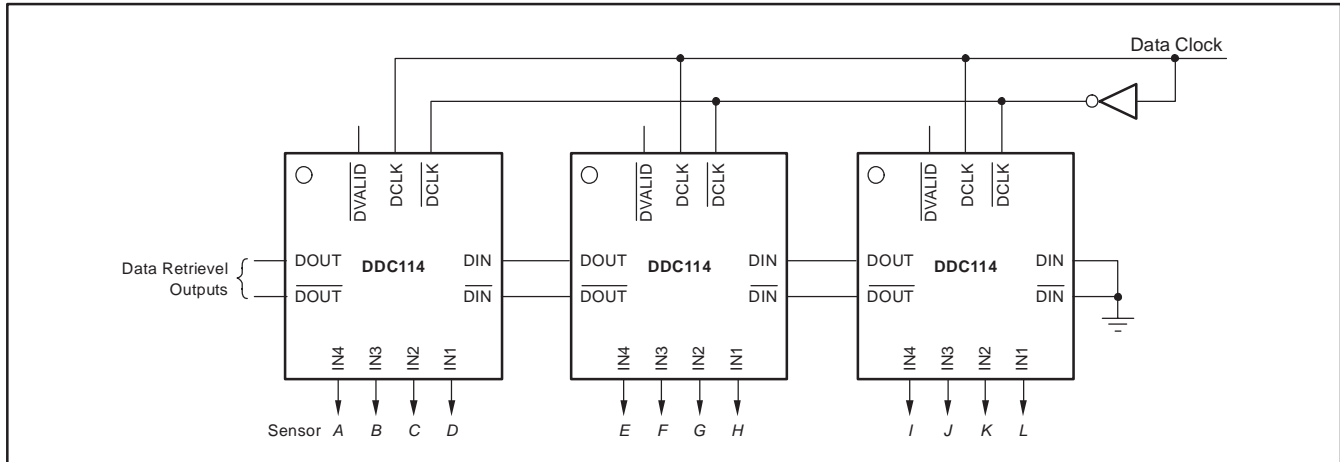 Data Clock
DVALID DCLK DCLK
DVALID DCLK DCLK
DVALID DCLK DCLK
Data Retrievel
Outputs
DOUT DDC114 DIN
DOUT DIN
DOUT DDC114 DIN
DOUT DIN
DOUT DDC114 DIN
DOUT DIN
IN4 IN3 IN2 IN1
IN4 IN3 IN2 IN1
IN4 IN3 IN2 IN1
Sensor A B C D
E F G H
I J K L